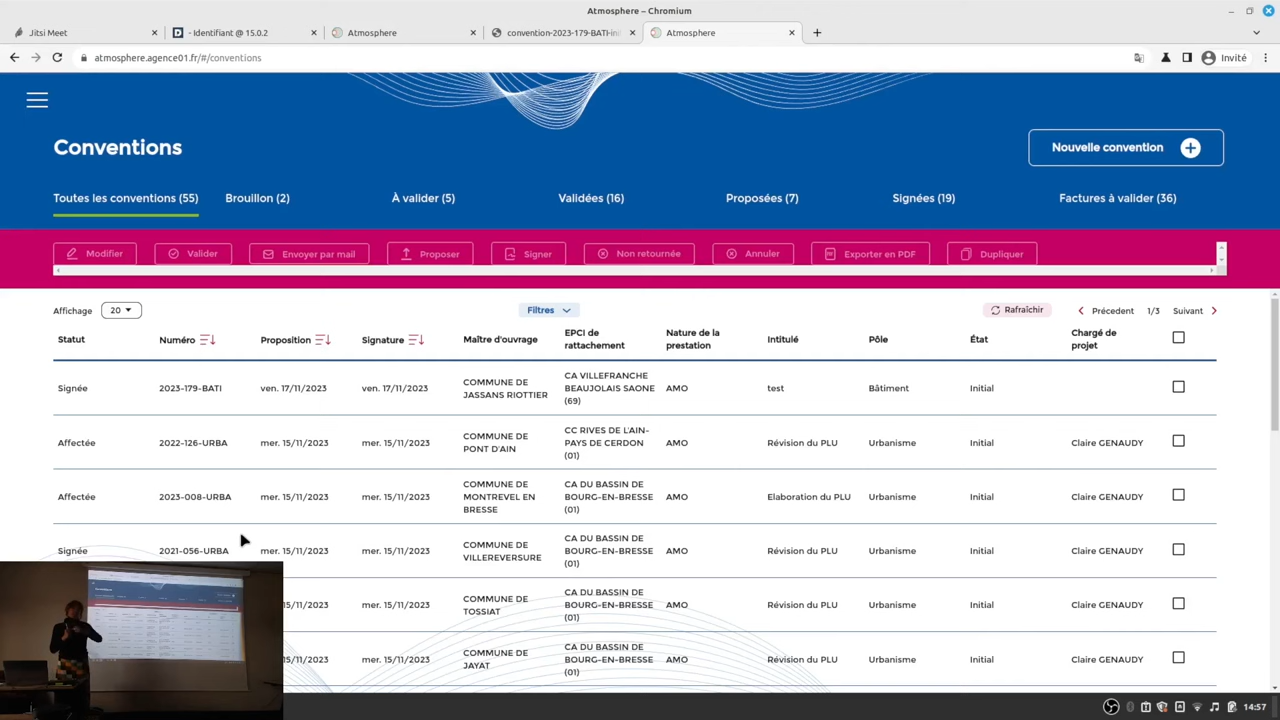 Atmosphere – Chromium
Jitsi Meet
- Identifiant @ 15.0.2
Atmosphere
convention-2023-179-BATI-ini
Atmosphere
atmosphere.agence01.fr/#/conventions
Invité
Conventions
Nouvelle convention
Toutes les conventions (55) Brouillon (2) À valider (5) Validées (16) Proposées (7) Signées (19) Factures à valider (36)
Modifier Valider Envoyer par mail Proposer Signer Non retournée Annuler Exporter en PDF Dupliquer
Affichage 20 Filtres Rafraîchir Précedent 1/3 Suivant
Statut
Numéro
Proposition
Signature
Maître d'ouvrage
EPCI de
rattachement
Nature de la
prestation
Intitulé
Pôle
État
Chargé de
projet
Signée
2023-179-BATI
ven. 17/11/2023
ven. 17/11/2023
COMMUNE DE
JASSANS RIOTTIER
CA VILLEFRANCHE
BEAUJOLAIS SAONE
(69)
AMO
test
Bâtiment
Initial
Affectée
2022-126-URBA
mer. 15/11/2023
mer. 15/11/2023
COMMUNE DE
PONT D'AIN
CC RIVES DE L'AIN-
PAYS DE CERDON
(01)
AMO
Révision du PLU
Urbanisme
Initial
Claire GENAUDY
Affectée
2023-008-URBA
mer. 15/11/2023
mer. 15/11/2023
COMMUNE DE
MONTREVEL EN
BRESSE
CA DU BASSIN DE
BOURG-EN-BRESSE
(01)
AMO
Elaboration du PLU
Urbanisme
Initial
Claire GENAUDY
Signée
2021-056-URBA
mer. 15/11/2023
mer. 15/11/2023
COMMUNE DE
VILLEREVERSURE
CA DU BASSIN DE
BOURG-EN-BRESSE
(01)
AMO
Révision du PLU
Urbanisme
Initial
Claire GENAUDY
15/11/2023
mer. 15/11/2023
COMMUNE DE
TOSSIAT
CA DU BASSIN DE
BOURG-EN-BRESSE
(01)
AMO
Révision du PLU
Urbanisme
Initial
Claire GENAUDY
15/11/2023
mer. 15/11/2023
COMMUNE DE
JAYAT
CA DU BASSIN DE
BOURG-EN-BRESSE
(01)
AMO
Révision du PLU
Urbanisme
Initial
Claire GENAUDY
14:57